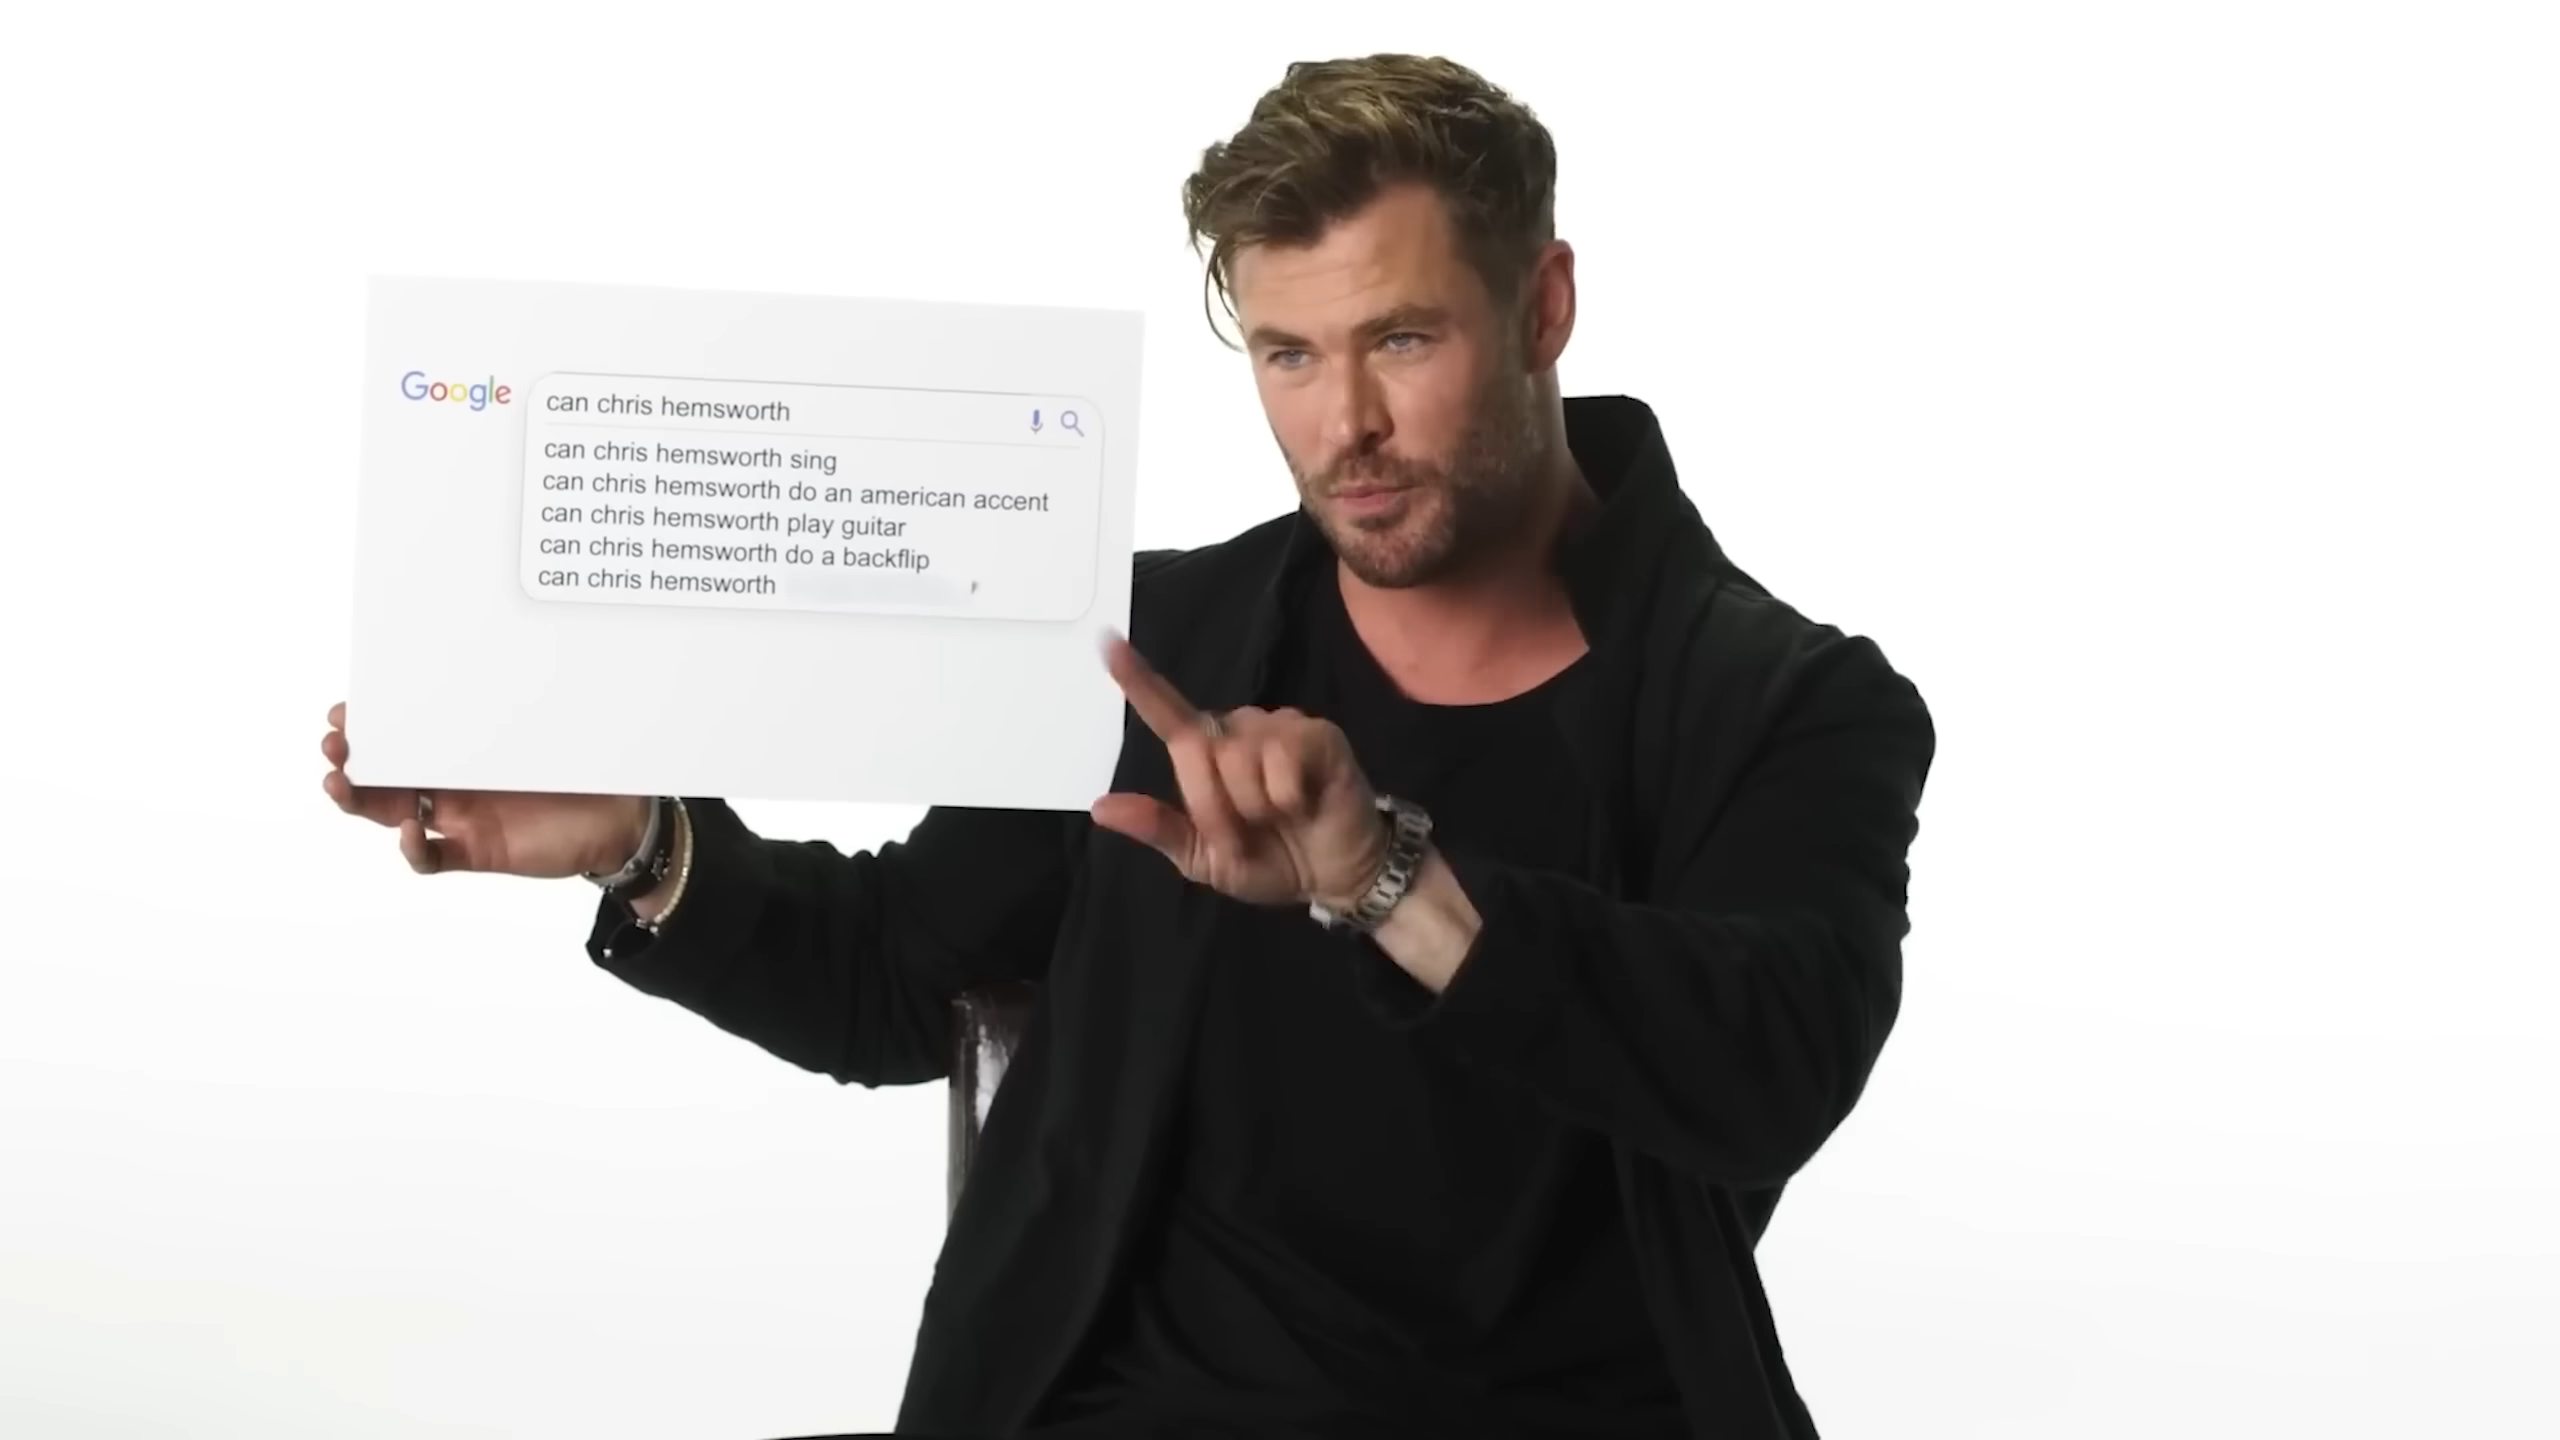 Google
can chris hemsworth
can chris hemsworth sing
can chris hemsworth do an american accent
can chris hemsworth play guitar
can chris hemsworth do a backflip
can chris hemsworth